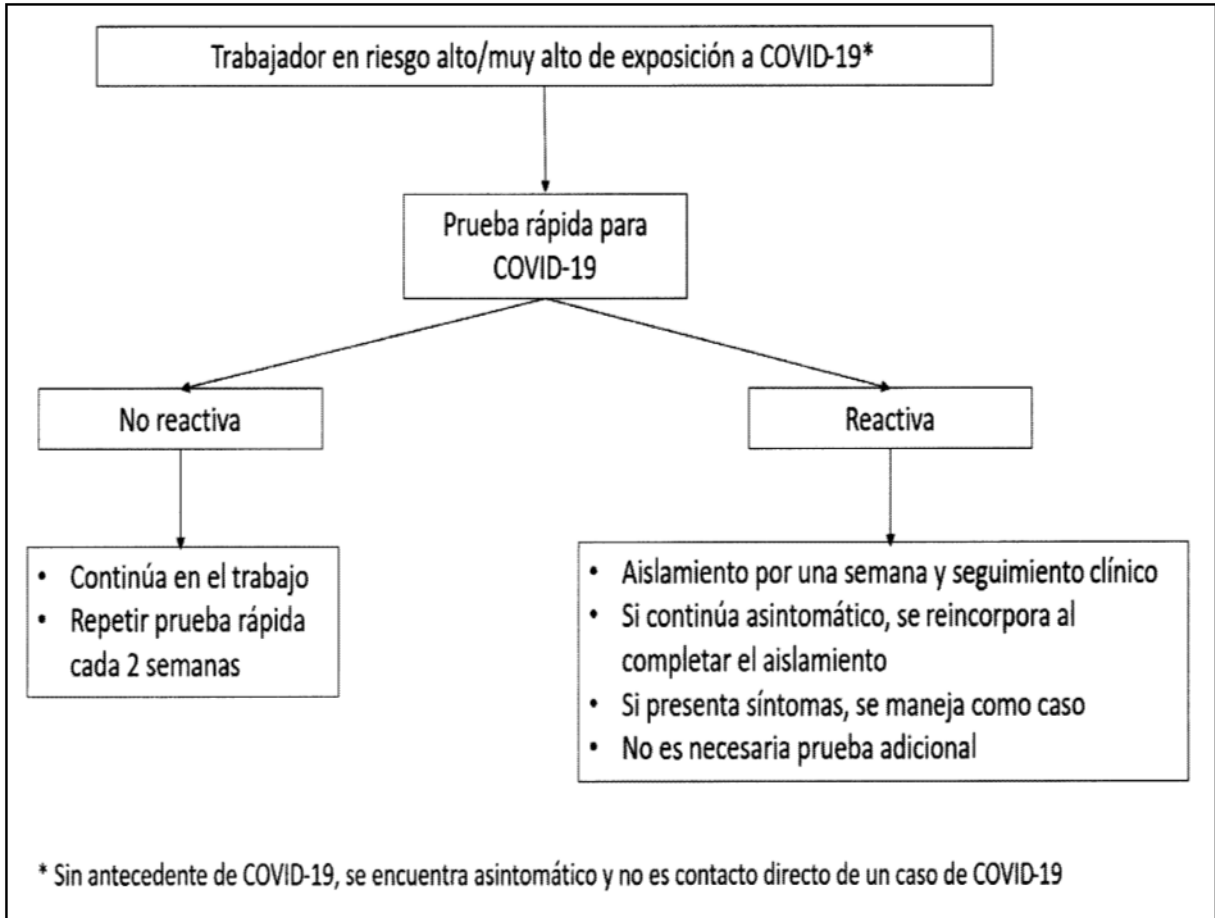 Trabajador en riesgo alto/muy alto de exposición a COVID-19*
Prueba rápida para
COVID-19
No reactiva
Reactiva
• Continúa en el trabajo
• Repetir prueba rápida
cada 2 semanas
• Aislamiento por una semana y seguimiento clínico
• Si continúa asintomático, se reincorpora al
completar el aislamiento
• Si presenta síntomas, se maneja como caso
• No es necesaria prueba adicional
* Sin antecedente de COVID-19, se encuentra asintomático y no es contacto directo de un caso de COVID-19